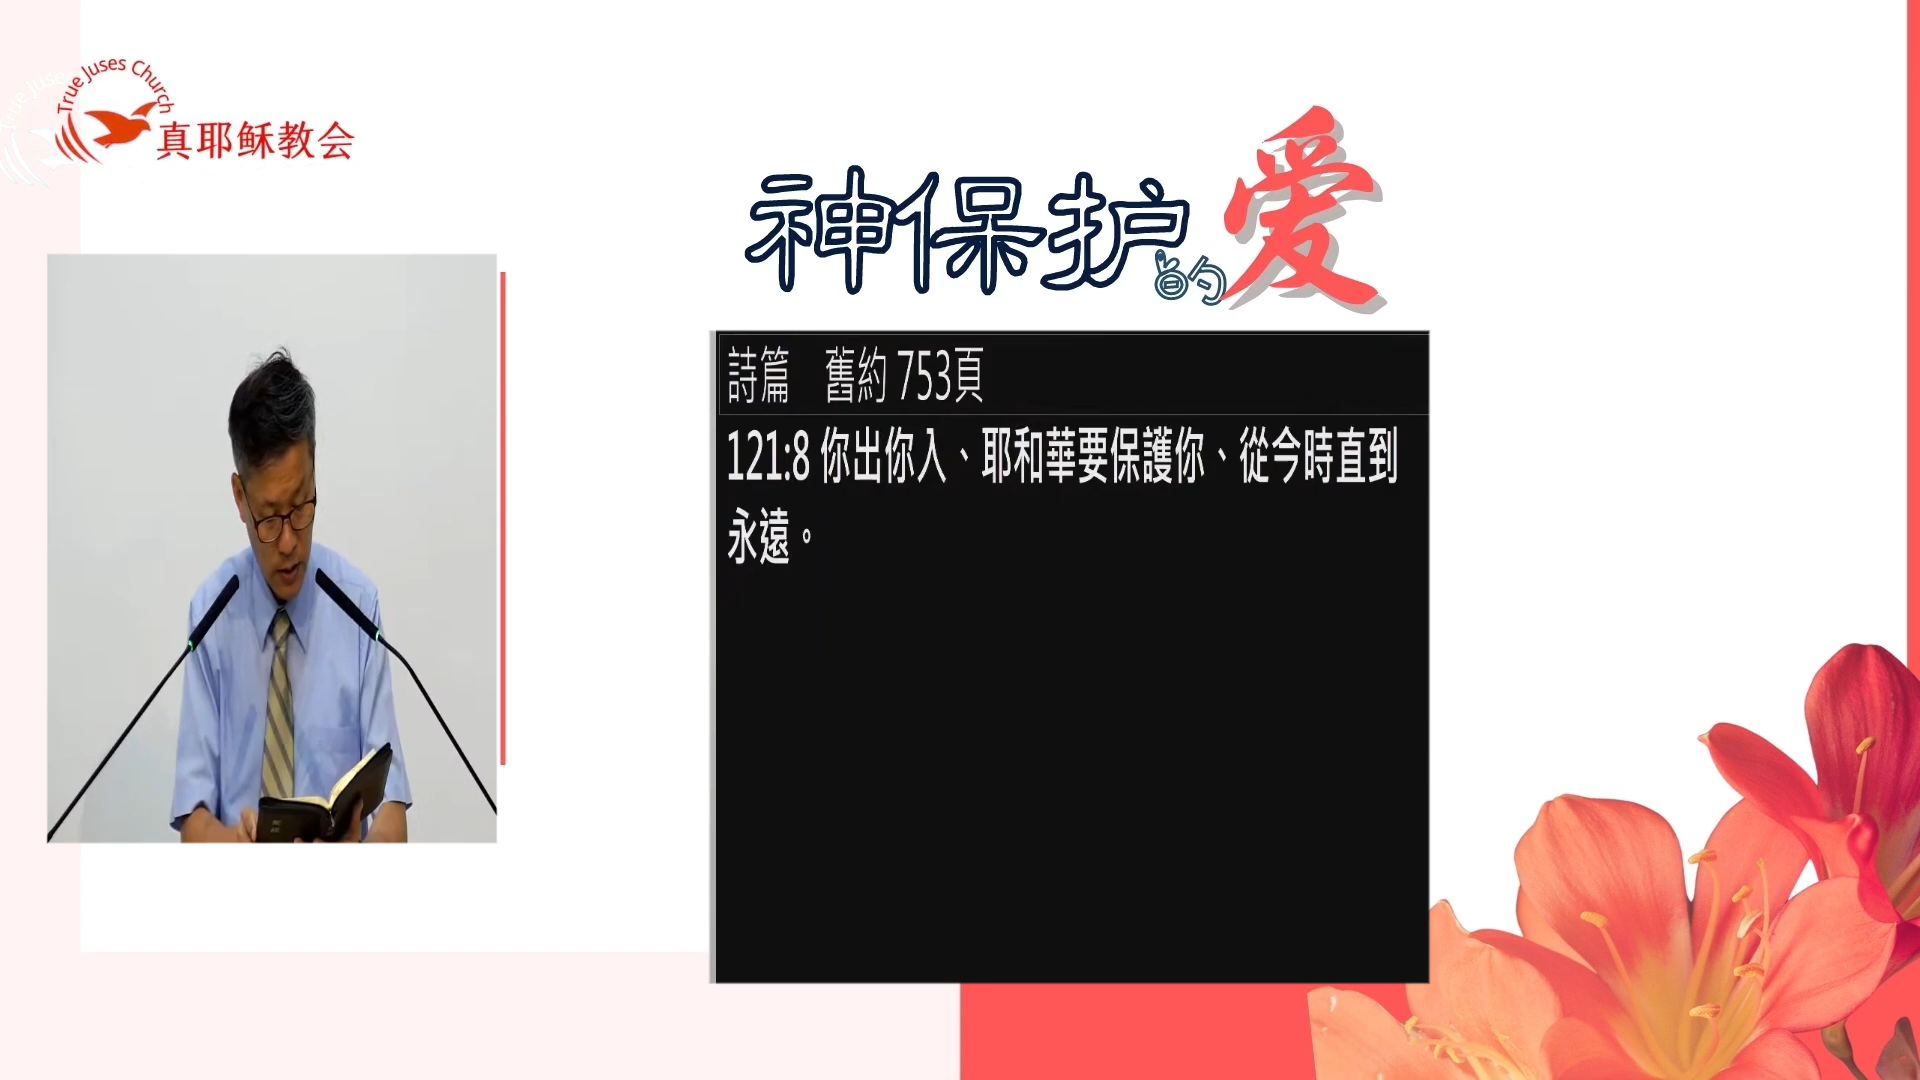 True Juses Church
真耶稣教会
神保护的爱
詩篇 舊約 753頁
121:8 你出你入、耶和華要保護你、從今時直到
永遠。